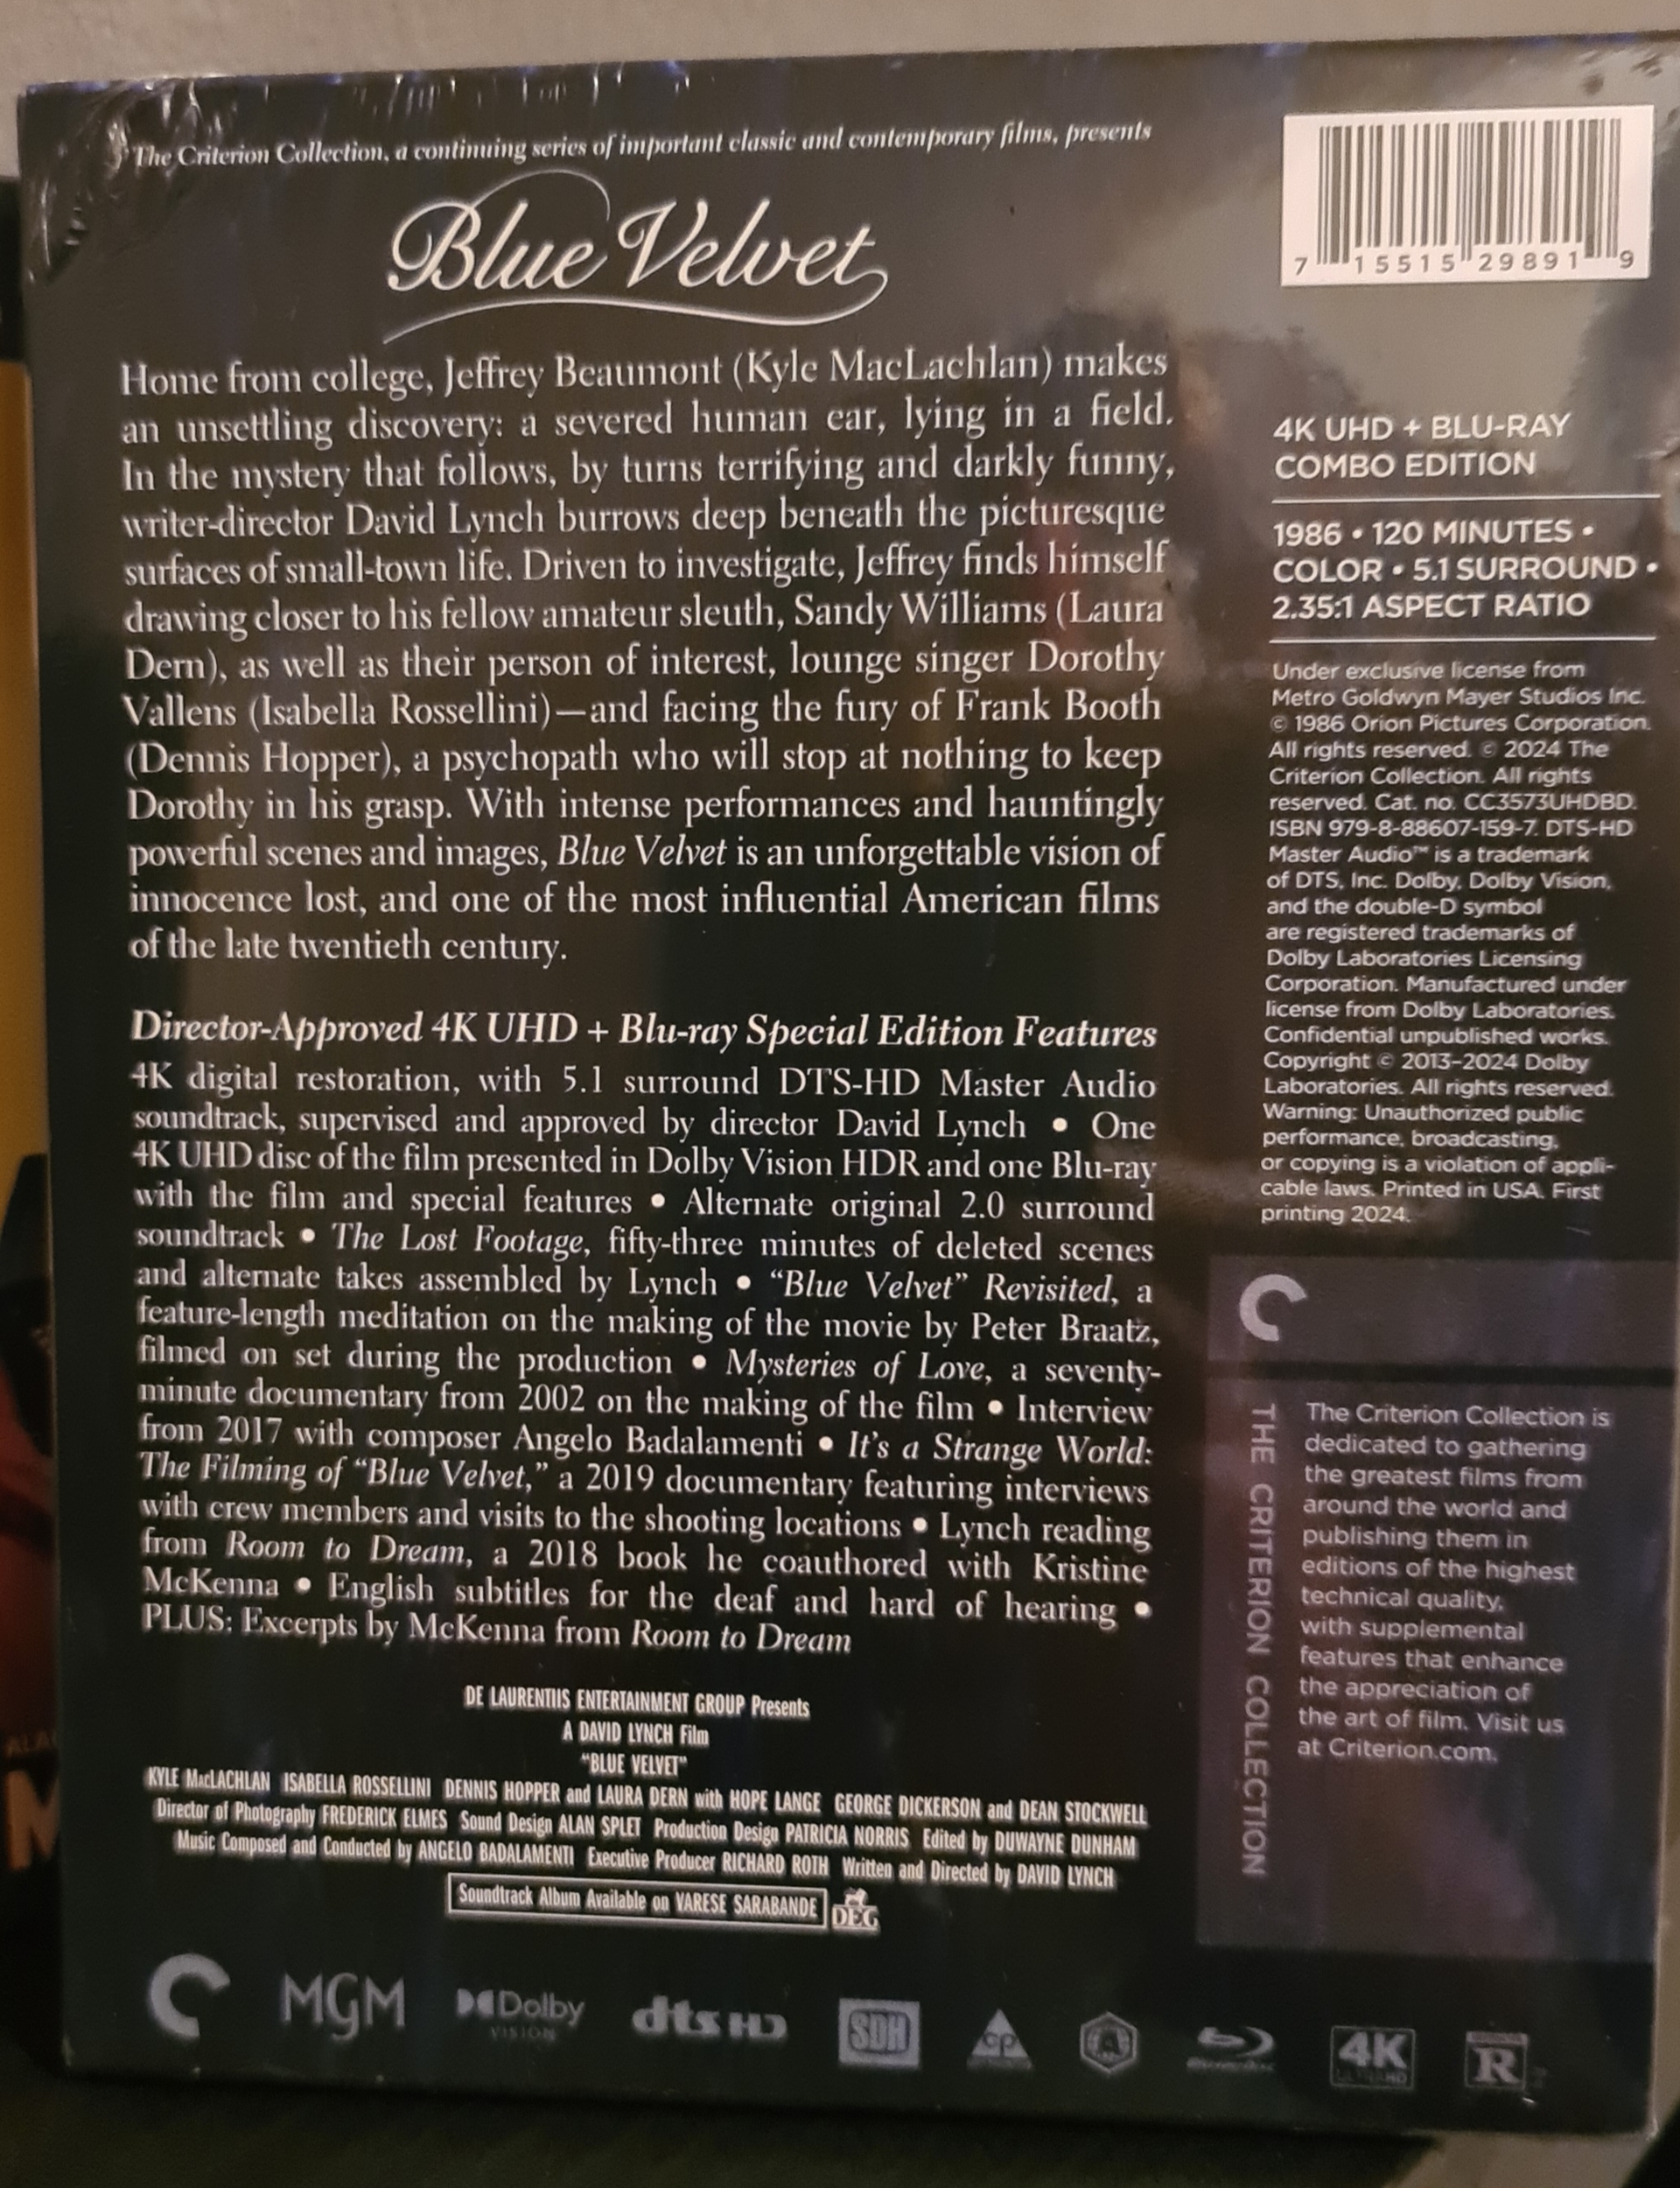 The Criterion Collection, a continuing series of important classic and contemporary films, presents
Blue Velvet
Home from college, Jeffrey Beaumont (Kyle MacLachlan) makes
an unsettling discovery: a severed human ear, lying in a field.
In the mystery that follows, by turns terrifying and darkly funny,
writer-director David Lynch burrows deep beneath the picturesque
surfaces of small-town life. Driven to investigate, Jeffrey finds himself
drawing closer to his fellow amateur sleuth, Sandy Williams (Laura
Dern), as well as their person of interest, lounge singer Dorothy
Vallens (Isabella Rossellini)—and facing the fury of Frank Booth
(Dennis Hopper), a psychopath who will stop at nothing to keep
Dorothy in his grasp. With intense performances and hauntingly
powerful scenes and images, Blue Velvet is an unforgettable vision of
innocence lost, and one of the most influential American films
of the late twentieth century.
Director-Approved 4K UHD + Blu-ray Special Edition Features
4K digital restoration, with 5.1 surround DTS-HD Master Audio
soundtrack, supervised and approved by director David Lynch • One
4K UHD disc of the film presented in Dolby Vision HDR and one Blu-ray
with the film and special features • Alternate original 2.0 surround
soundtrack • The Lost Footage, fifty-three minutes of deleted scenes
and alternate takes assembled by Lynch • “Blue Velvet” Revisited, a
feature-length meditation on the making of the movie by Peter Braatz,
filmed on set during the production • Mysteries of Love, a seventy-
minute documentary from 2002 on the making of the film • Interview
from 2017 with composer Angelo Badalamenti • It's a Strange World:
The Filming of “Blue Velvet,” a 2019 documentary featuring interviews
with crew members and visits to the shooting locations • Lynch reading
from Room to Dream, a 2018 book he coauthored with Kristine
McKenna • English subtitles for the deaf and hard of hearing •
PLUS: Excerpts by McKenna from Room to Dream
DE LAURENTIIS ENTERTAINMENT GROUP Presents
A DAVID LYNCH Film
"BLUE VELVET"
KYLE MacLACHLAN ISABELLA ROSSELLINI DENNIS HOPPER and LAURA DERN with HOPE LANGE GEORGE DICKERSON and DEAN STOCKWELL
Director of Photography FREDERICK ELMES Sound Design ALAN SPLET Production Design PATRICIA NORRIS Edited by DUWAYNE DUNHAM
Music Composed and Conducted by ANGELO BADALAMENTI Executive Producer RICHARD ROTH Written and Directed by DAVID LYNCH
Soundtrack Album Available on VARESE SARABANDE DEG
MGM Dolby VISION dts HD SDH 4K R
7 15515 29891 9
4K UHD + BLU-RAY
COMBO EDITION
1986 • 120 MINUTES •
COLOR • 5.1 SURROUND •
2.35:1 ASPECT RATIO
Under exclusive license from
Metro Goldwyn Mayer Studios Inc.
© 1986 Orion Pictures Corporation.
All rights reserved. © 2024 The
Criterion Collection. All rights
reserved. Cat. no. CC3573UHDBD.
ISBN 979-8-88607-159-7. DTS-HD
Master Audio™ is a trademark
of DTS, Inc. Dolby, Dolby Vision,
and the double-D symbol
are registered trademarks of
Dolby Laboratories Licensing
Corporation. Manufactured under
license from Dolby Laboratories.
Confidential unpublished works.
Copyright © 2013–2024 Dolby
Laboratories. All rights reserved.
Warning: Unauthorized public
performance, broadcasting,
or copying is a violation of appli-
cable laws. Printed in USA. First
printing 2024.
THE CRITERION COLLECTION
The Criterion Collection is
dedicated to gathering
the greatest films from
around the world and
publishing them in
editions of the highest
technical quality,
with supplemental
features that enhance
the appreciation of
the art of film. Visit us
at Criterion.com.